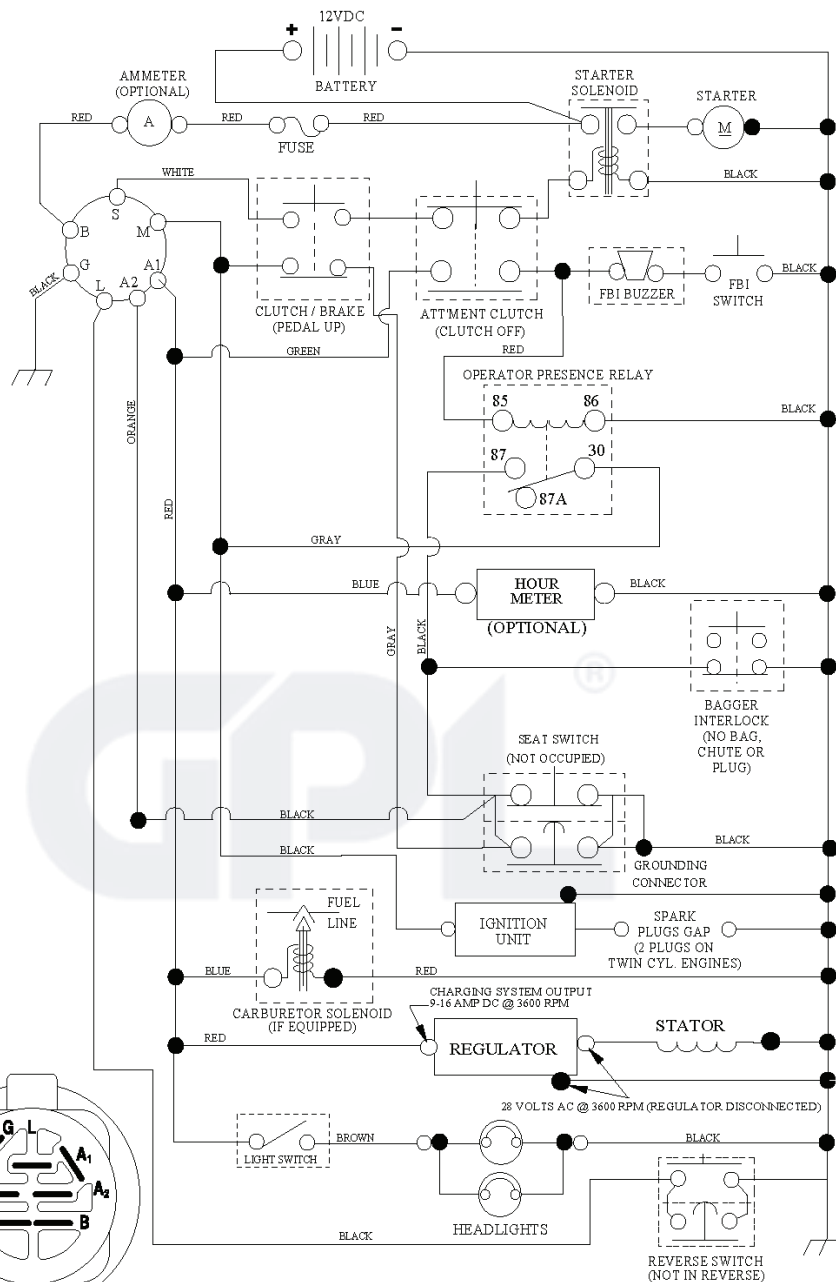 12VDC
+
-
BATTERY
AMMETER
(OPTIONAL)
STARTER
SOLENOID
STARTER
RED
A
RED
RED
FUSE
M
WHITE
BLACK
S
B
M
G
A1
L
A2
BLACK
CLUTCH / BRAKE
(PEDAL UP)
ATT'MENT CLUTCH
(CLUTCH OFF)
FBI BUZZER
FBI
SWITCH
BLACK
GREEN
RED
OPERATOR PRESENCE RELAY
85
86
BLACK
ORANGE
87
30
87A
RED
GRAY
BLUE
HOUR
METER
BLACK
(OPTIONAL)
GRAY
BLACK
BAGGER
INTERLOCK
(NO BAG,
CHUTE OR
PLUG)
GPL
®
SEAT SWITCH
(NOT OCCUPIED)
BLACK
BLACK
BLACK
GROUNDING
CONNECTOR
FUEL
LINE
IGNITION
UNIT
SPARK
PLUGS GAP
(2 PLUGS ON
TWIN CYL. ENGINES)
BLUE
RED
CARBURETOR SOLENOID
(IF EQUIPPED)
CHARGING SYSTEM OUTPUT
9-16 AMP DC @ 3600 RPM
RED
REGULATOR
STATOR
28 VOLTS AC @ 3600 RPM (REGULATOR DISCONNECTED)
LIGHT SWITCH
BROWN
BLACK
HEADLIGHTS
G L
A1
A2
B
BLACK
REVERSE SWITCH
(NOT IN REVERSE)